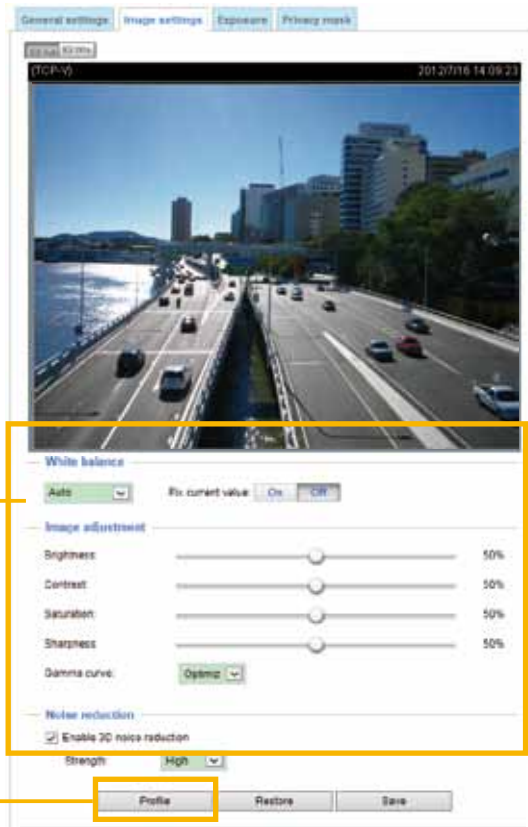 General settings Image settings Exposure Privacy mask
(TCP-V) 2012/7/16 14:09:23
White balance
Auto Fix current value: On Off
Image adjustment
Brightness: 50%
Contrast: 50%
Saturation: 50%
Sharpness: 50%
Gamma curve: Optimiz
Noise reduction
Enable 3D noise reduction
Strength: High
Profile Restore Save